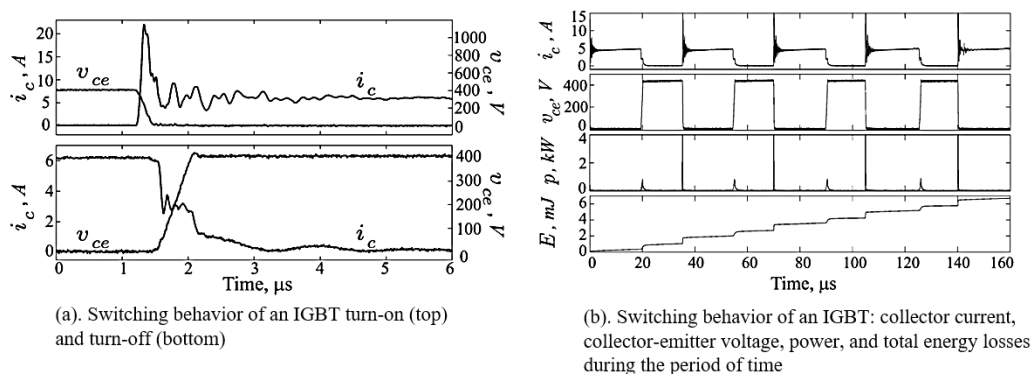 20
15
10
5
0
i_c, A
v_ce
i_c
1000
800
600
400
200
0
v_ce, V
6
4
2
0
i_c, A
v_ce
i_c
400
300
200
100
0
v_ce, V
0 1 2 3 4 5 6
Time, μs
(a). Switching behavior of an IGBT turn-on (top)
and turn-off (bottom)
15
10
5
0
i_c, A
400
200
0
v_ce, V
4
2
0
p, kW
6
4
2
0
E, mJ
0 20 40 60 80 100 120 140 160
Time, μs
(b). Switching behavior of an IGBT: collector current,
collector-emitter voltage, power, and total energy losses
during the period of time